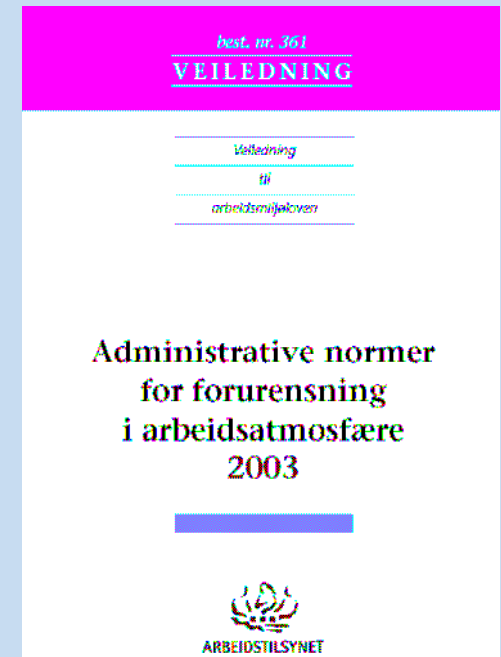 best. nr. 361
VEILEDNING
Veiledning
til
arbeidsmiljøloven
Administrative normer
for forurensning
i arbeidsatmosfære
2003
ARBEIDSTILSYNET